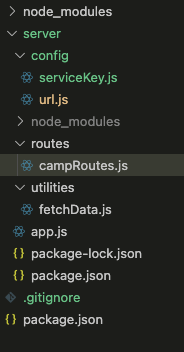 node_modules
server
config
serviceKey.js
url.js
node_modules
routes
campRoutes.js
utilities
fetchData.js
app.js
{} package-lock.json
{} package.json
.gitignore
{} package.json